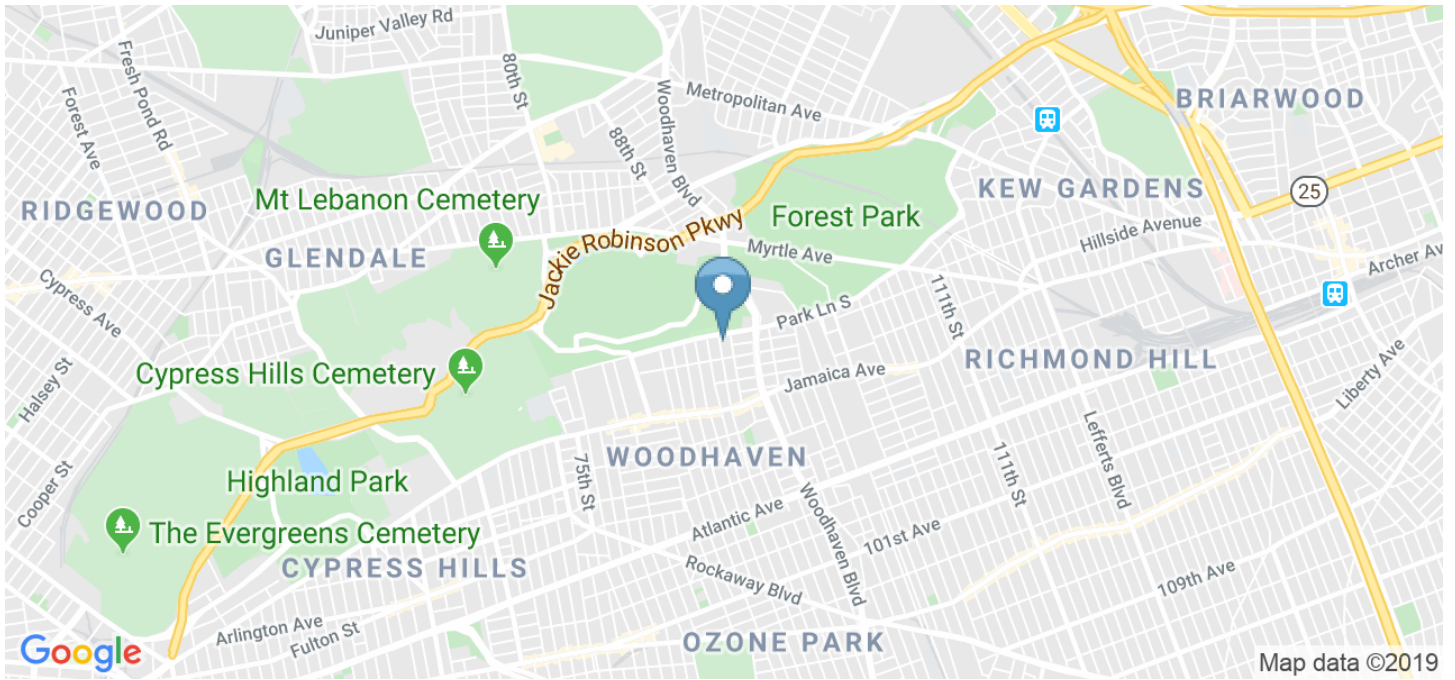 Juniper Valley Rd
Fresh Pond Rd
Forest Ave
80th St
Woodhaven Blvd
Metropolitan Ave
BRIARWOOD
88th St
Mt Lebanon Cemetery
RIDGEWOOD
KEW GARDENS
25
Forest Park
Jackie Robinson Pkwy
Hillside Avenue
GLENDALE
Myrtle Ave
Archer Av
Cypress Ave
111th St
Park Ln S
RICHMOND HILL
Cypress Hills Cemetery
Jamaica Ave
Halsey St
Liberty Ave
WOODHAVEN
Lefferts Blvd
75th St
111th St
Highland Park
Cooper St
Woodhaven Blvd
Atlantic Ave
101st Ave
The Evergreens Cemetery
CYPRESS HILLS
Rockaway Blvd
109th Ave
Arlington Ave
Fulton St
OZONE PARK
Google
Map data ©2019